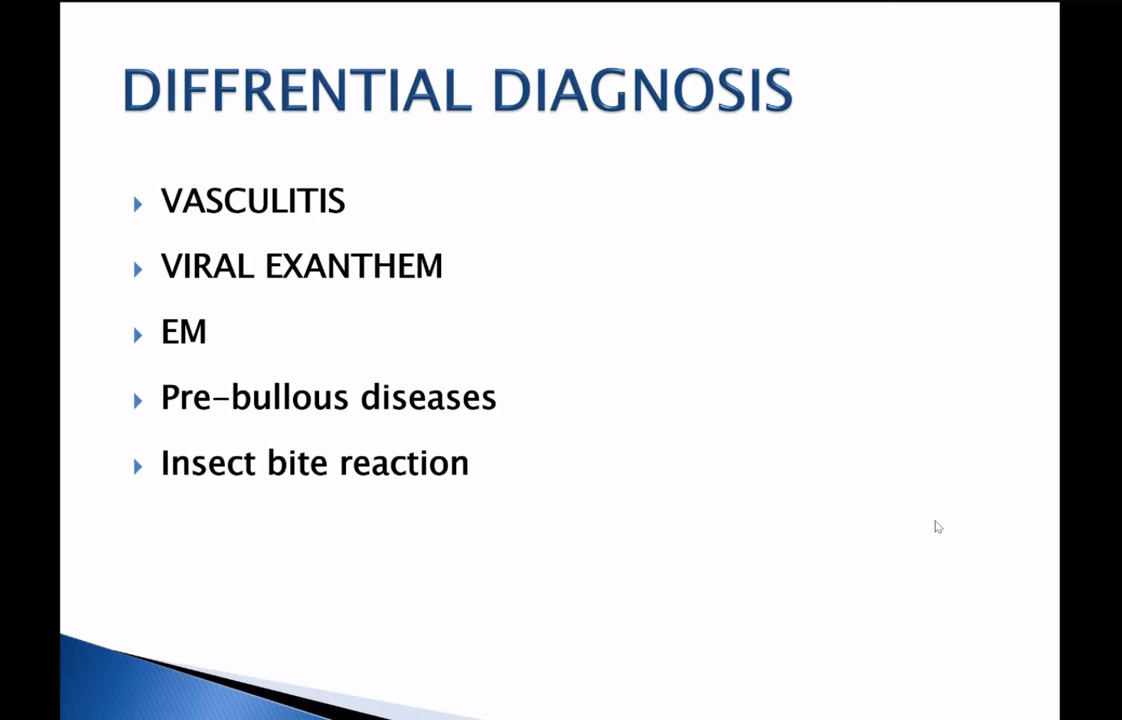 DIFFRENTIAL DIAGNOSIS
VASCULITIS
VIRAL EXANTHEM
EM
Pre-bullous diseases
Insect bite reaction